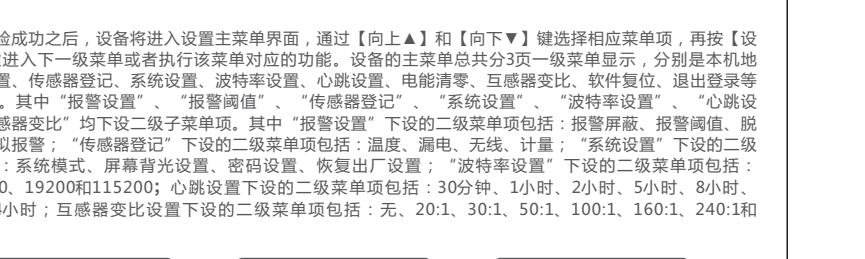 验成功之后，设备将进入设置主菜单界面，通过【向上▲】和【向下▼】键选择相应菜单项，再按【设
进入下一级菜单或者执行该菜单对应的功能。设备的主菜单总共分3页一级菜单显示，分别是本机地
置、传感器登记、系统设置、波特率设置、心跳设置、电能清零、互感器变比、软件复位、退出登录等
。其中“报警设置”、“报警阈值”、“传感器登记”、“系统设置”、“波特率设置”、“心跳设
感器变比”均下设二级子菜单项。其中“报警设置”下设的二级菜单项包括：报警屏蔽、报警阈值、脱
拟报警；“传感器登记”下设的二级菜单项包括：温度、漏电、无线、计量；“系统设置”下设的二级
：系统模式、屏幕背光设置、密码设置、恢复出厂设置；“波特率设置”下设的二级菜单项包括：
0、19200和115200；心跳设置下设的二级菜单项包括：30分钟、1小时、2小时、5小时、8小时、
小时；互感器变比设置下设的二级菜单项包括：无、20:1、30:1、50:1、100:1、160:1、240:1和